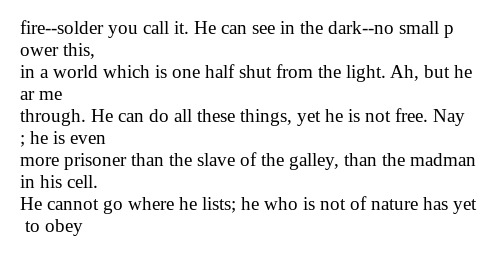 fire--solder you call it. He can see in the dark--no small p
ower this,
in a world which is one half shut from the light. Ah, but he
ar me
through. He can do all these things, yet he is not free. Nay
; he is even
more prisoner than the slave of the galley, than the madman
in his cell.
He cannot go where he lists; he who is not of nature has yet
 to obey